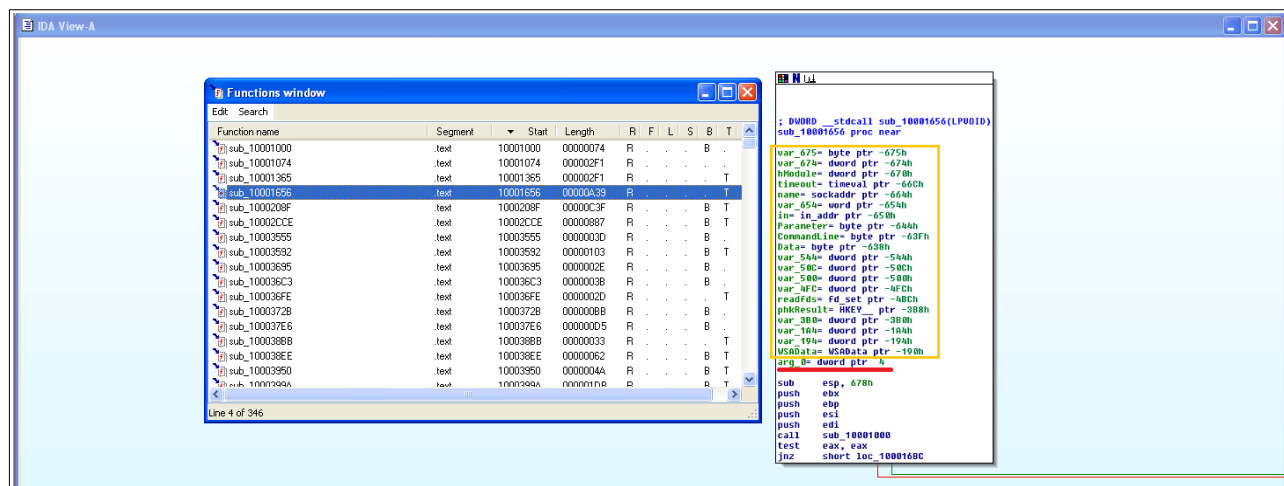 IDA View-A
Functions window
Edit Search
Function name Segment Start Length R F L S B T
sub_10001000 .text 10001000 00000074 R . . . B .
sub_10001074 .text 10001074 000002F1 R . . . . .
sub_10001365 .text 10001365 000002F1 R . . . . T
sub_10001656 .text 10001656 00000A39 R . . . . T
sub_1000208F .text 1000208F 00000C3F R . . . B T
sub_10002CCE .text 10002CCE 00000887 R . . . B T
sub_10003555 .text 10003555 0000003D R . . . B .
sub_10003592 .text 10003592 00000103 R . . . B T
sub_10003695 .text 10003695 0000002E R . . . B .
sub_100036C3 .text 100036C3 0000003B R . . . B .
sub_100036FE .text 100036FE 0000002D R . . . . T
sub_1000372B .text 1000372B 000000BB R . . . B .
sub_100037E6 .text 100037E6 000000D5 R . . . B .
sub_100038BB .text 100038BB 00000033 R . . . . T
sub_100038EE .text 100038EE 00000062 R . . . B T
sub_10003950 .text 10003950 0000004A R . . . B T
sub_1000399A .text 1000399A 000001DB R . . . B T
Line 4 of 346
; DWORD __stdcall sub_10001656(LPVOID)
sub_10001656 proc near
var_675= byte ptr -675h
var_674= dword ptr -674h
hModule= dword ptr -670h
timeout= timeval ptr -66Ch
name= sockaddr ptr -664h
var_654= word ptr -654h
in= in_addr ptr -650h
Parameter= byte ptr -644h
CommandLine= byte ptr -63Fh
Data= byte ptr -638h
var_544= dword ptr -544h
var_50C= dword ptr -50Ch
var_500= dword ptr -500h
var_4FC= dword ptr -4FCh
readfds= fd_set ptr -4BCh
phkResult= HKEY__ ptr -3B8h
var_3B0= dword ptr -3B0h
var_1A4= dword ptr -1A4h
var_194= dword ptr -194h
WSAData= WSAData ptr -190h
arg_0= dword ptr 4
sub esp, 678h
push ebx
push ebp
push esi
push edi
call sub_10001000
test eax, eax
jnz short loc_100016BC